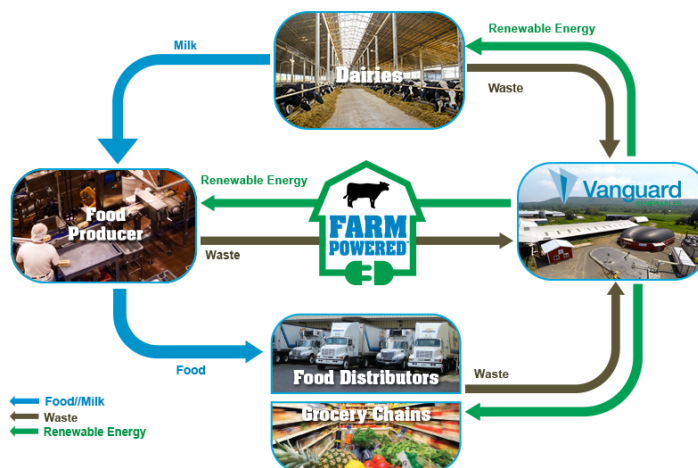 Renewable Energy
Milk
Dairies
Waste
Renewable Energy
Vanguard
Food
Producer
FARM
POWERED
Waste
Food
Food Distributors
Waste
Grocery Chains
Food//Milk
Waste
Renewable Energy